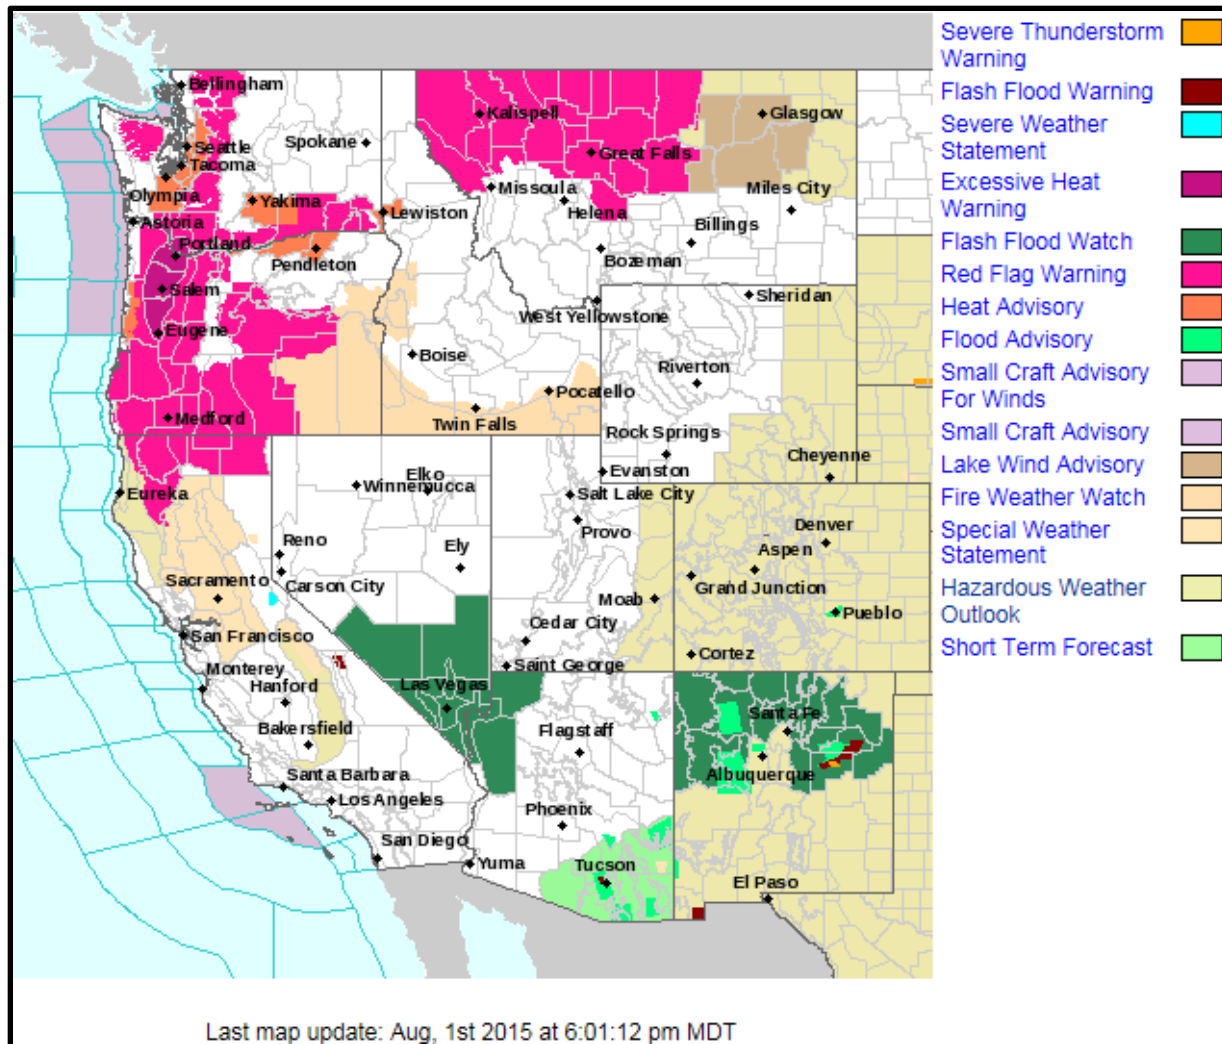 Bellingham
Kalispell
Glasgow
Spokane
Seattle
Great Falls
Tacoma
Missoula
Miles City
Olympia
Yakima
Lewiston
Helena
Astoria
Billings
Portland
Pendleton
Bozeman
Salem
Sheridan
West Yellowstone
Eugene
Boise
Riverton
Pocatello
Medford
Twin Falls
Rock Springs
Cheyenne
Elko
Evanston
Eureka
Winnemucca
Salt Lake City
Provo
Denver
Reno
Ely
Aspen
Sacramento
Carson City
Grand Junction
Moab
Pueblo
San Francisco
Cedar City
Cortez
Monterey
Saint George
Hanford
Las Vegas
Santa Fe
Bakersfield
Flagstaff
Albuquerque
Santa Barbara
Los Angeles
Phoenix
San Diego
Yuma
Tucson
El Paso
Severe Thunderstorm
Warning
Flash Flood Warning
Severe Weather
Statement
Excessive Heat
Warning
Flash Flood Watch
Red Flag Warning
Heat Advisory
Flood Advisory
Small Craft Advisory
For Winds
Small Craft Advisory
Lake Wind Advisory
Fire Weather Watch
Special Weather
Statement
Hazardous Weather
Outlook
Short Term Forecast
Last map update: Aug, 1st 2015 at 6:01:12 pm MDT